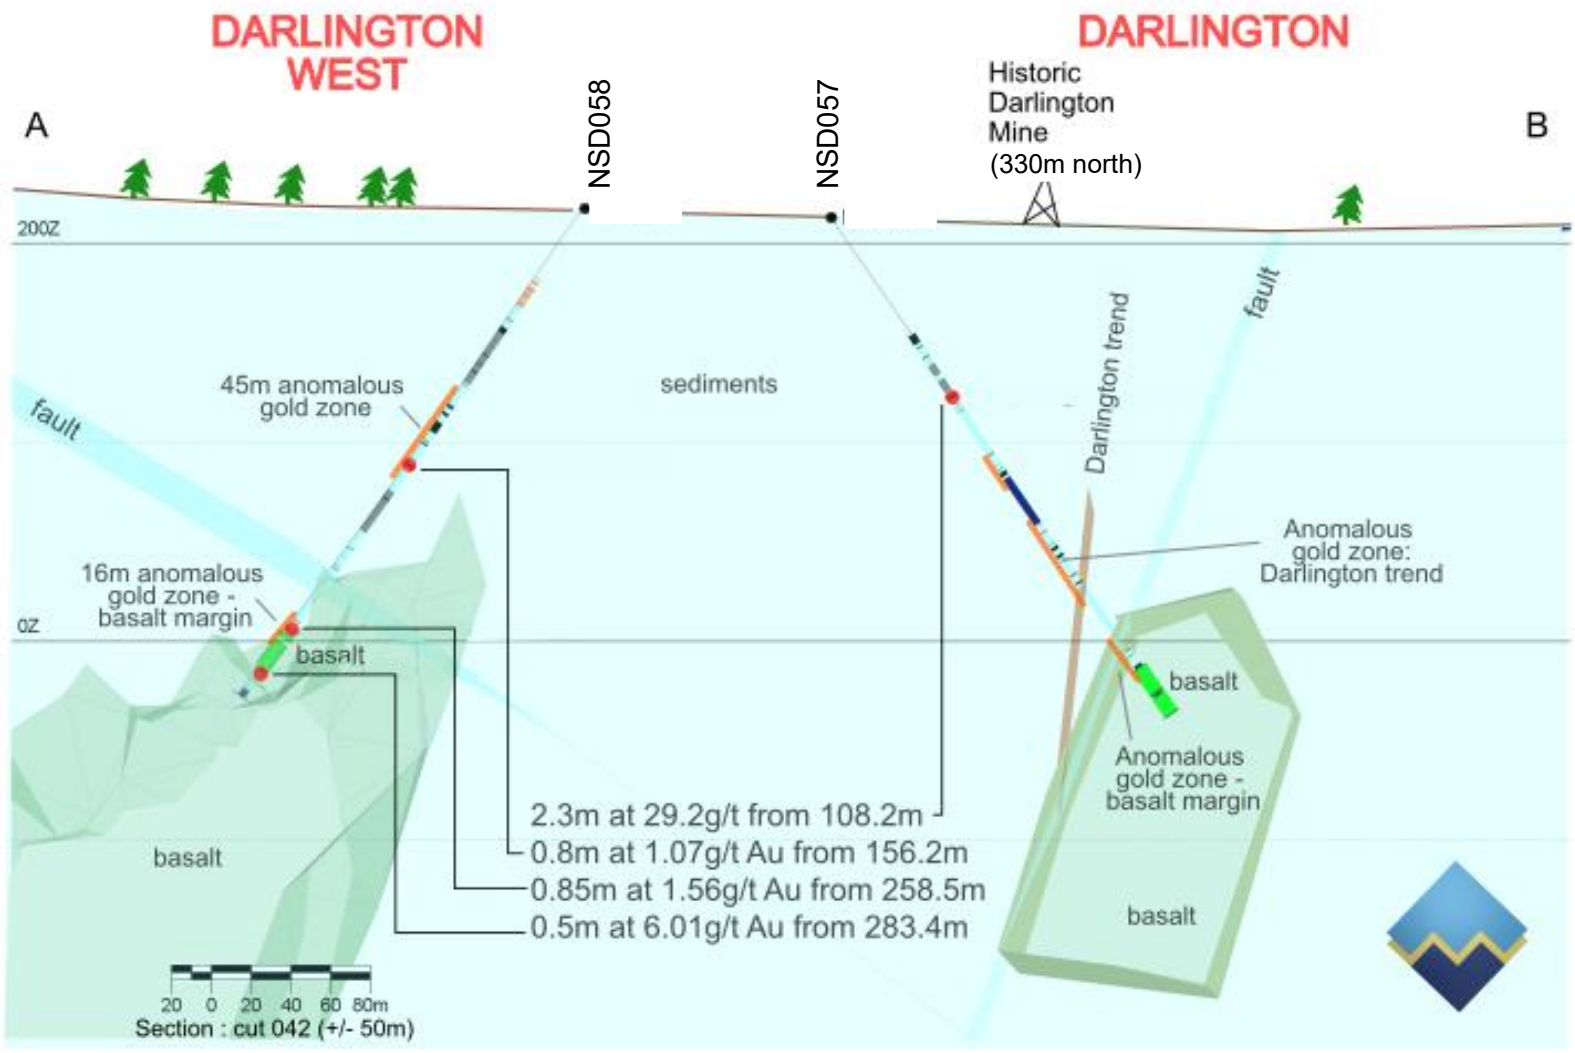 DARLINGTON
WEST
DARLINGTON
Historic
Darlington
Mine
(330m north)
A
NSD058
NSD057
B
200Z
fault
Darlington trend
45m anomalous
gold zone
sediments
fault
Anomalous
gold zone:
Darlington trend
16m anomalous
gold zone -
basalt margin
0Z
basalt
basalt
Anomalous
gold zone -
basalt margin
2.3m at 29.2g/t from 108.2m
0.8m at 1.07g/t Au from 156.2m
0.85m at 1.56g/t Au from 258.5m
0.5m at 6.01g/t Au from 283.4m
basalt
basalt
20 0 20 40 60 80m
Section : cut 042 (+/- 50m)